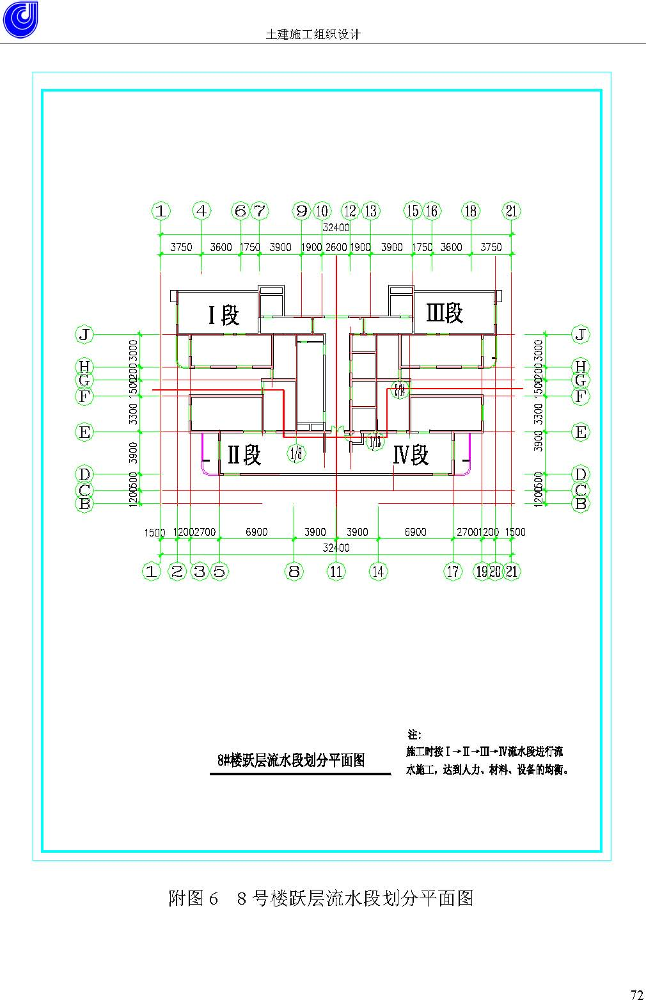 土建施工组织设计
1 4 6 7 9 10 12 13 15 16 18 21
32400
3750 3600 1750 3900 1900 2600 1900 3900 1750 3600 3750
Ⅰ段 Ⅲ段
J J
3000 3000
H H
1200 1200
G G
1500 1500
F 2/14 F
3300 3300
E E
1/8 1/13
Ⅱ段 Ⅳ段
3900 3900
D D
1500 1500
C C
1200 1200
B B
1500 1200 2700 6900 3900 3900 6900 2700 1200 1500
32400
1 2 3 5 8 11 14 17 19 20 21
注：
施工时按Ⅰ→Ⅱ→Ⅲ→Ⅳ流水段进行流
水施工，达到人力、材料、设备的均衡。
8#楼跃层流水段划分平面图
附图 6 8 号楼跃层流水段划分平面图
72